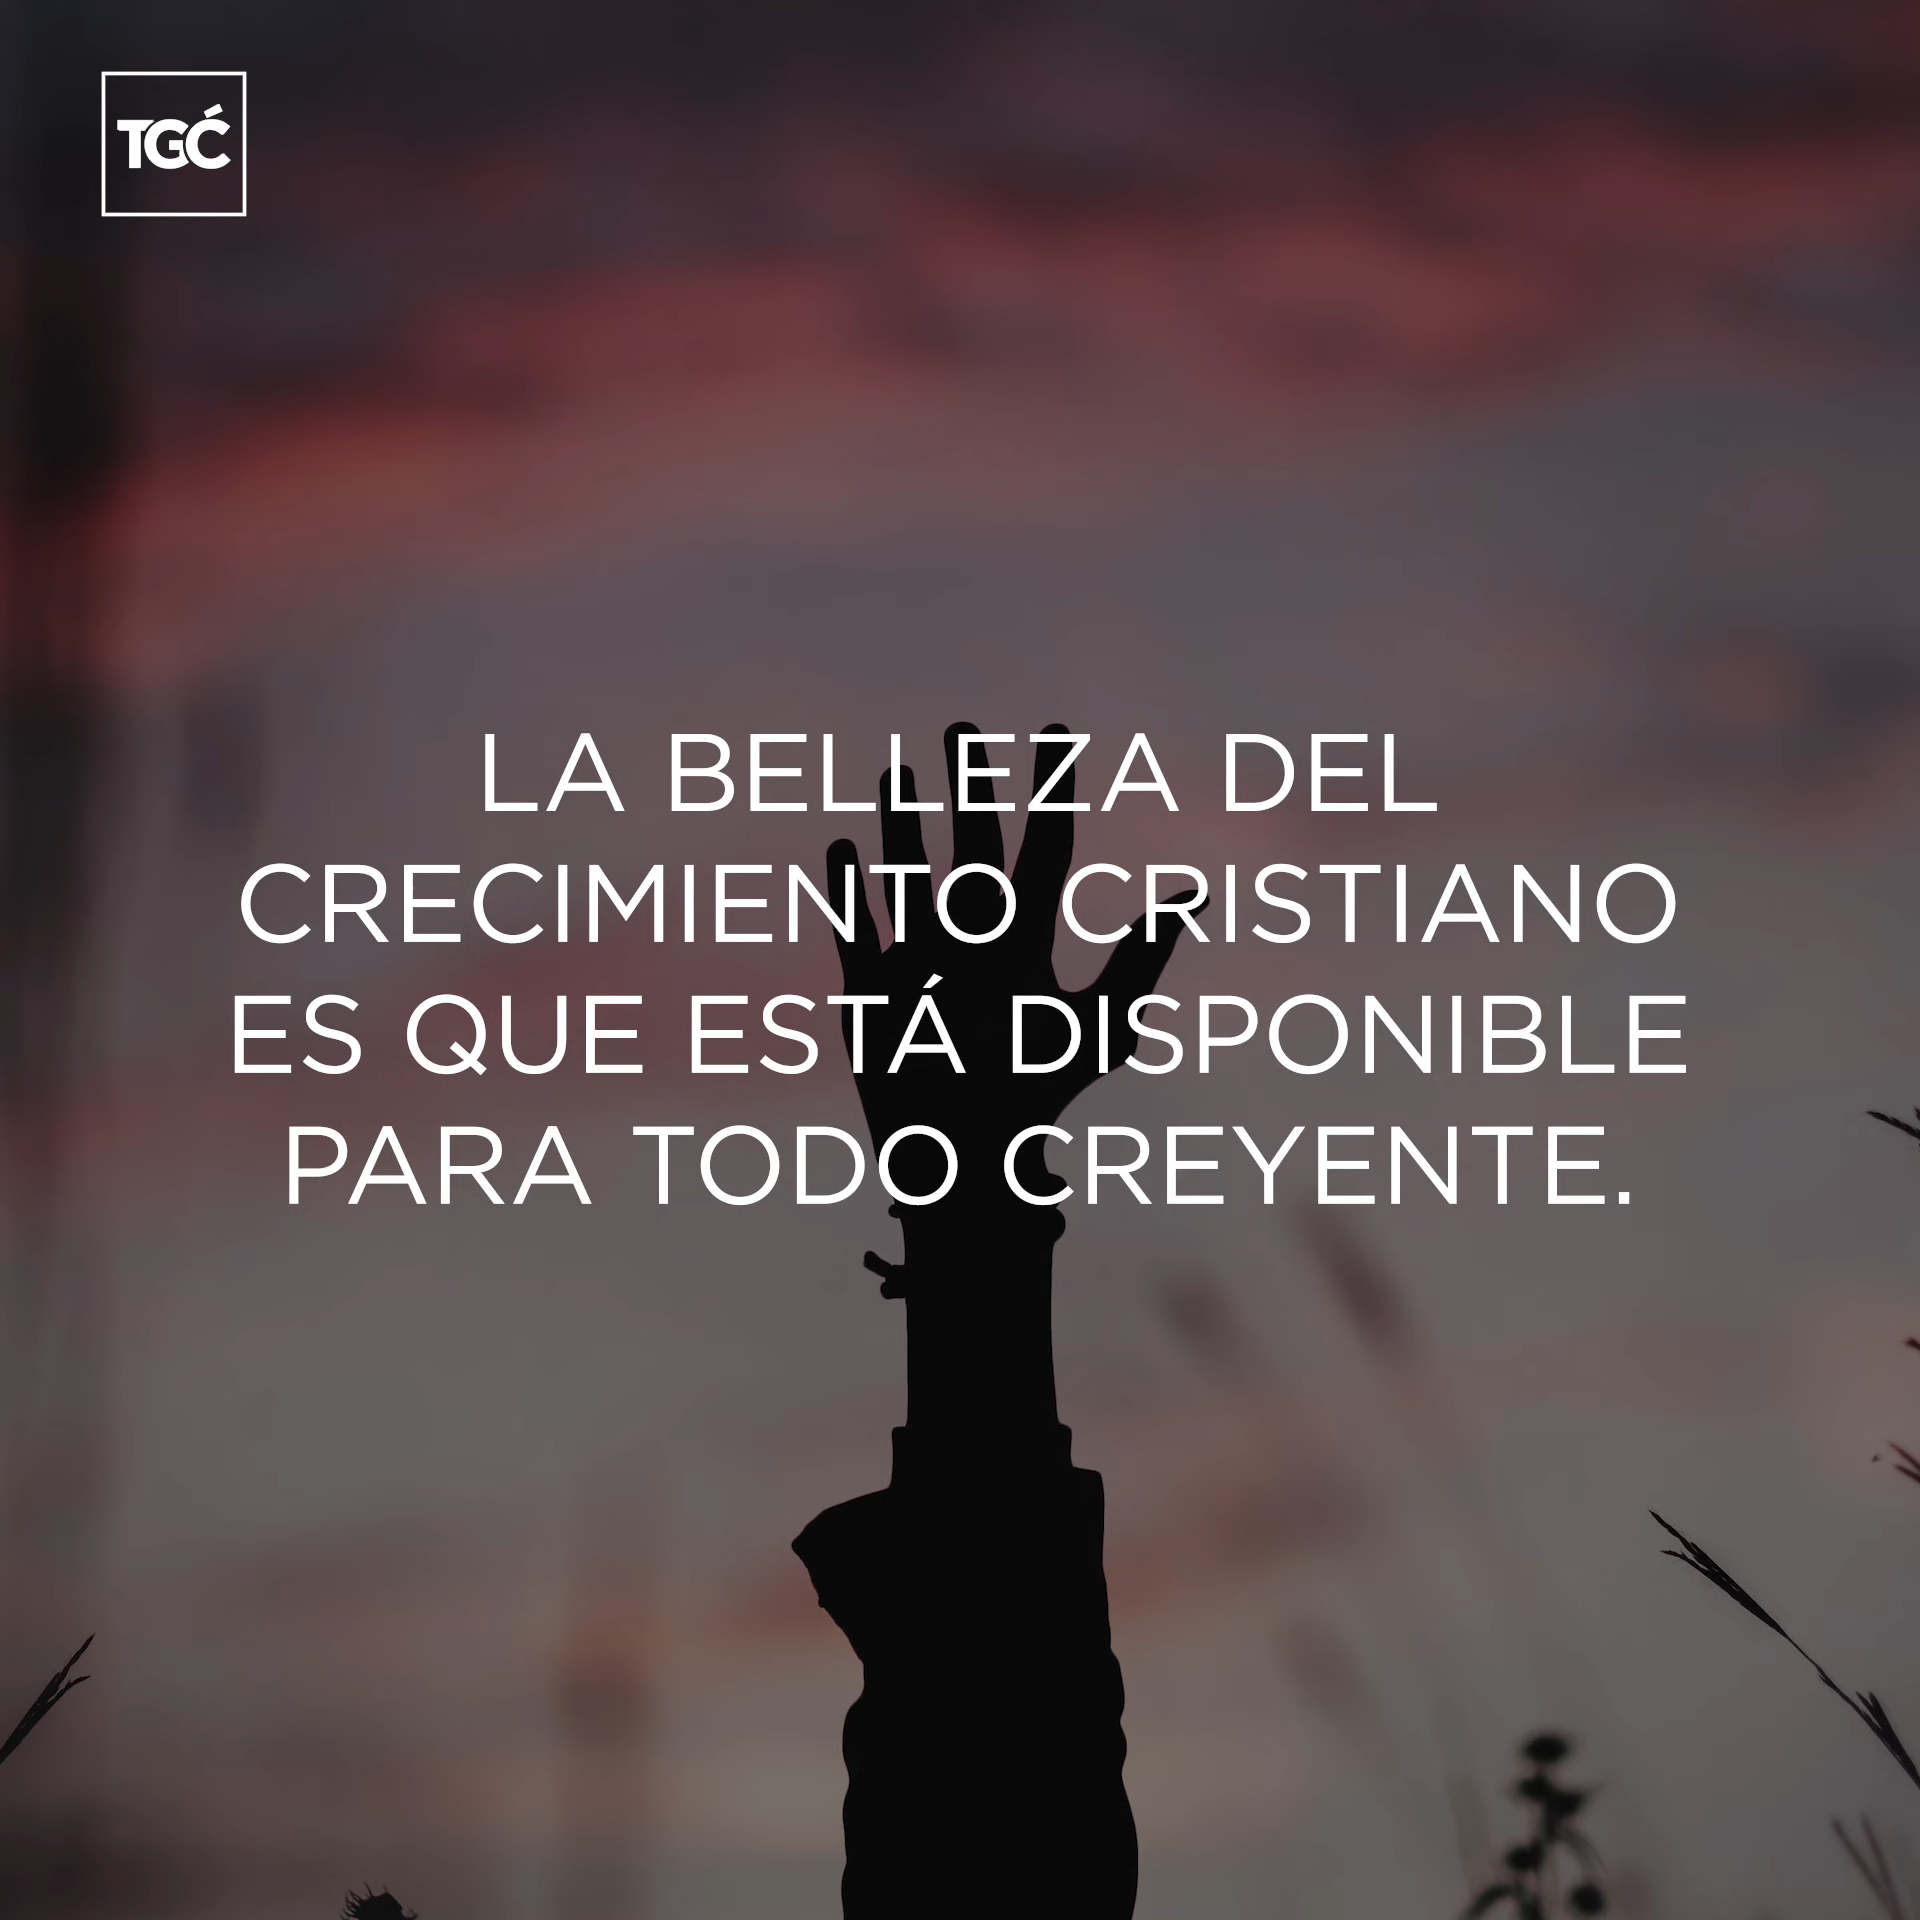 TGĆ
LA BELLEZA DEL
CRECIMIENTO CRISTIANO
ES QUE ESTÁ DISPONIBLE
PARA TODO CREYENTE.